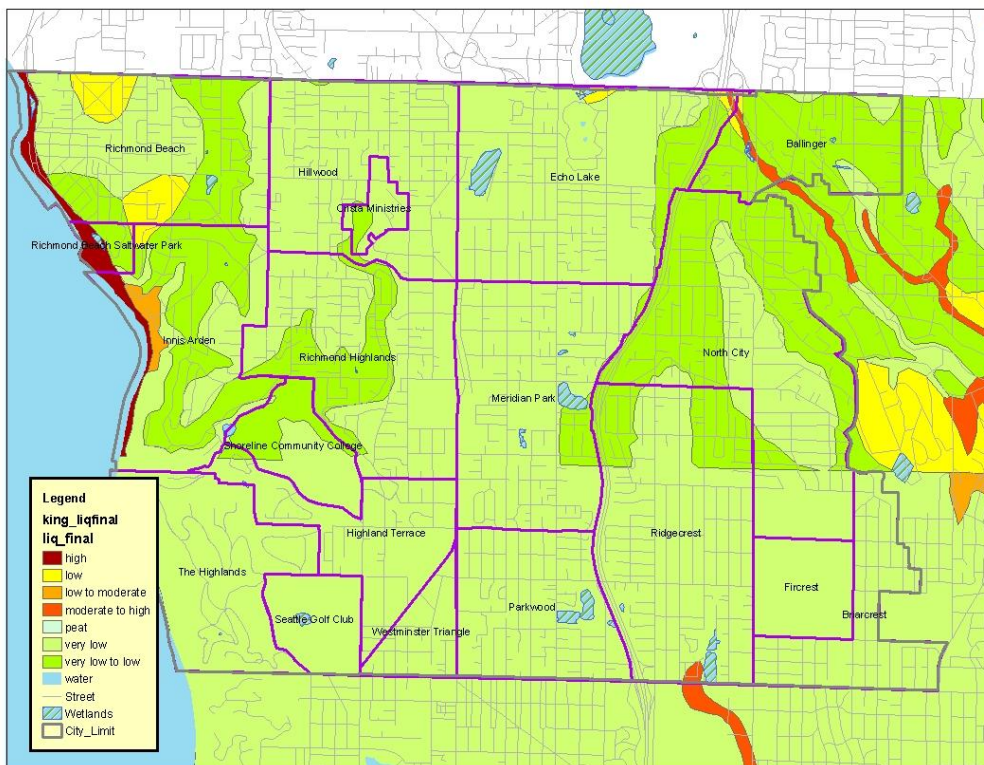 Ballinger
Richmond Beach
Hillwood
Echo Lake
Crista Ministries
Richmond Beach Saltwater Park
Innis Arden
Richmond Highlands
North City
Meridian Park
Shoreline Community College
Highland Terrace
Ridgecrest
The Highlands
Fircrest
Seattle Golf Club
Westminster Triangle
Parkwood
Briarcrest
Legend
king_liqfinal
liq_final
high
low
low to moderate
moderate to high
peat
very low
very low to low
water
Street
Wetlands
City_Limit